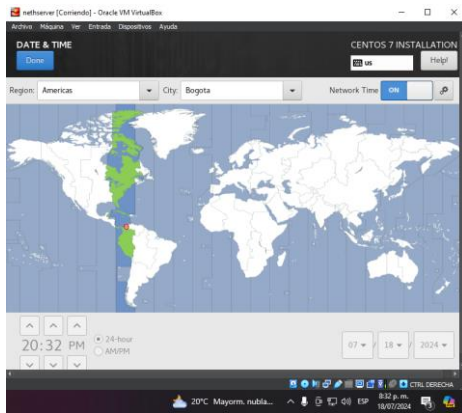 nethserver [Corriendo] - Oracle VM VirtualBox
Archivo Máquina Ver Entrada Dispositivos Ayuda
DATE & TIME
CENTOS 7 INSTALLATION
Done
us
Help!
Region: Americas City: Bogota Network Time ON
20:32 PM
24-hour
AM/PM
07 / 18 / 2024
CTRL DERECHA
20°C Mayorm. nubla... ESP 8:32 p. m.
18/07/2024